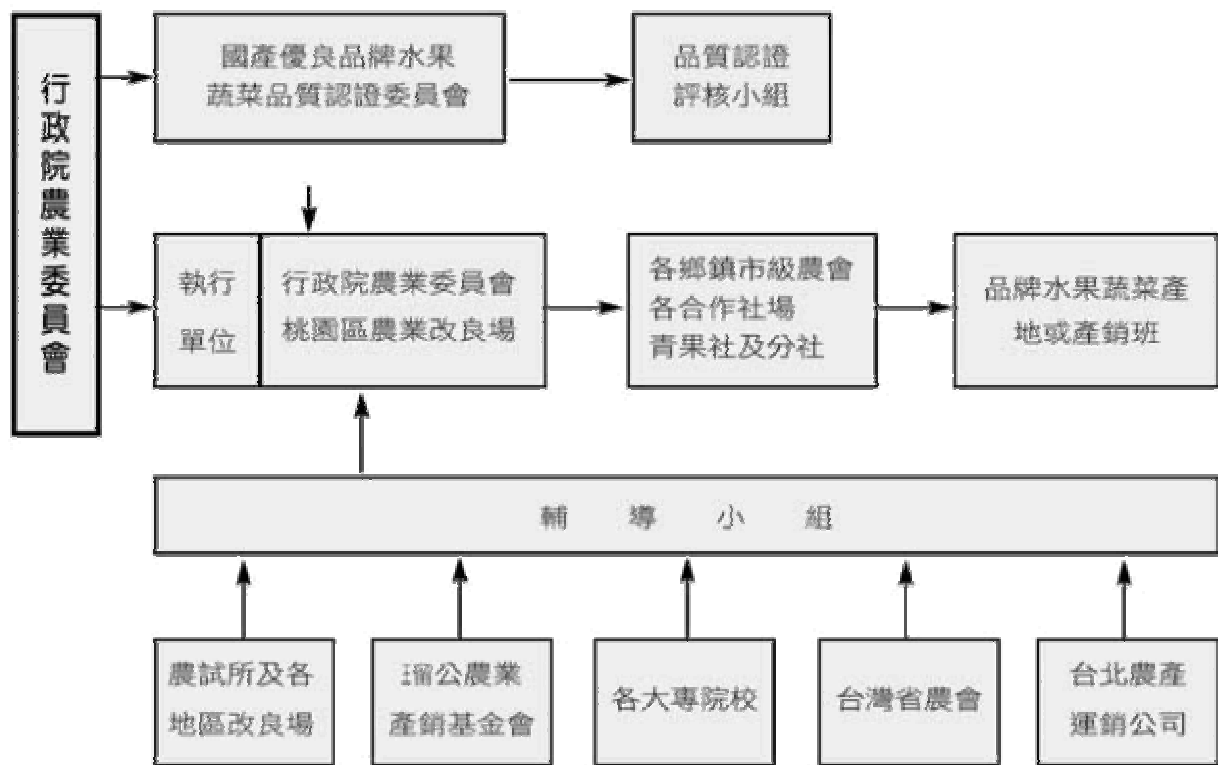 行政院農業委員會
國產優良品牌水果
蔬菜品質認證委員會
品質認證
評核小組
執行
單位
行政院農業委員會
桃園區農業改良場
各鄉鎮市級農會
各合作社場
青果社及分社
品牌水果蔬菜產
地或產銷班
輔導小組
農試所及各
地區改良場
瑠公農業
產銷基金會
各大專院校
台灣省農會
台北農產
運銷公司